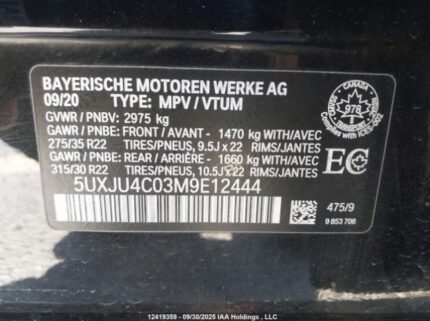 BAYERISCHE MOTOREN WERKE AG
09/20 TYPE: MPV / VTUM
GVWR / PNBV: 2975 kg
GAWR / PNBE: FRONT / AVANT - 1470 kg WITH/AVEC
275/35 R22 TIRES/PNEUS, 9.5J x 22 RIMS/JANTES
GAWR / PNBE: REAR / ARRIÈRE - 1660 kg WITH/AVEC
315/30 R22 TIRES/PNEUS, 10.5J x 22 RIMS/JANTES
5UXJU4C03M9E12444
CANADA
978
TRANSPORT
EC
475/9
9 853 706
12419359 - 09/30/2025 IAA Holdings , LLC